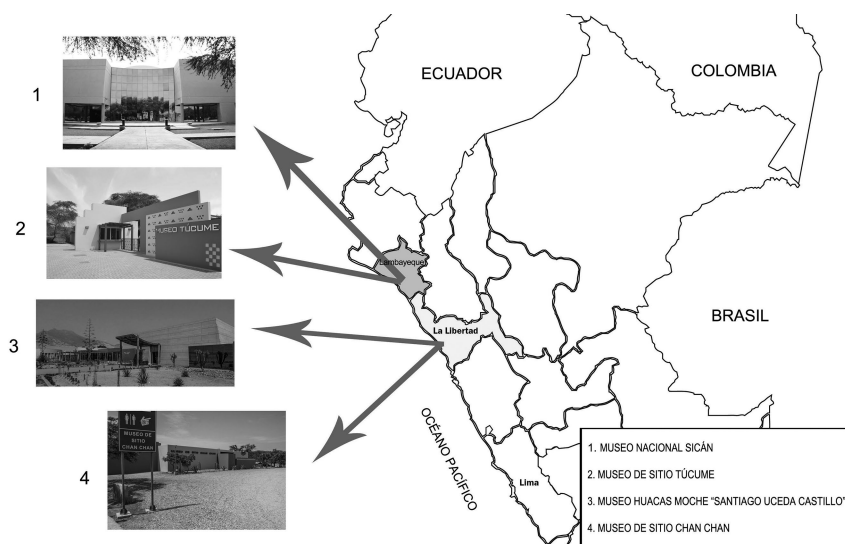 ECUADOR
COLOMBIA
1
MUSEO TÚCUME
2
Lambayeque
BRASIL
La Libertad
3
MUSEO DE
SITIO
CHAN CHAN
4
OCÉANO PACÍFICO
Lima
1. MUSEO NACIONAL SICÁN
2. MUSEO DE SITIO TÚCUME
3. MUSEO HUACAS MOCHE "SANTIAGO UCEDA CASTILLO"
4. MUSEO DE SITIO CHAN CHAN